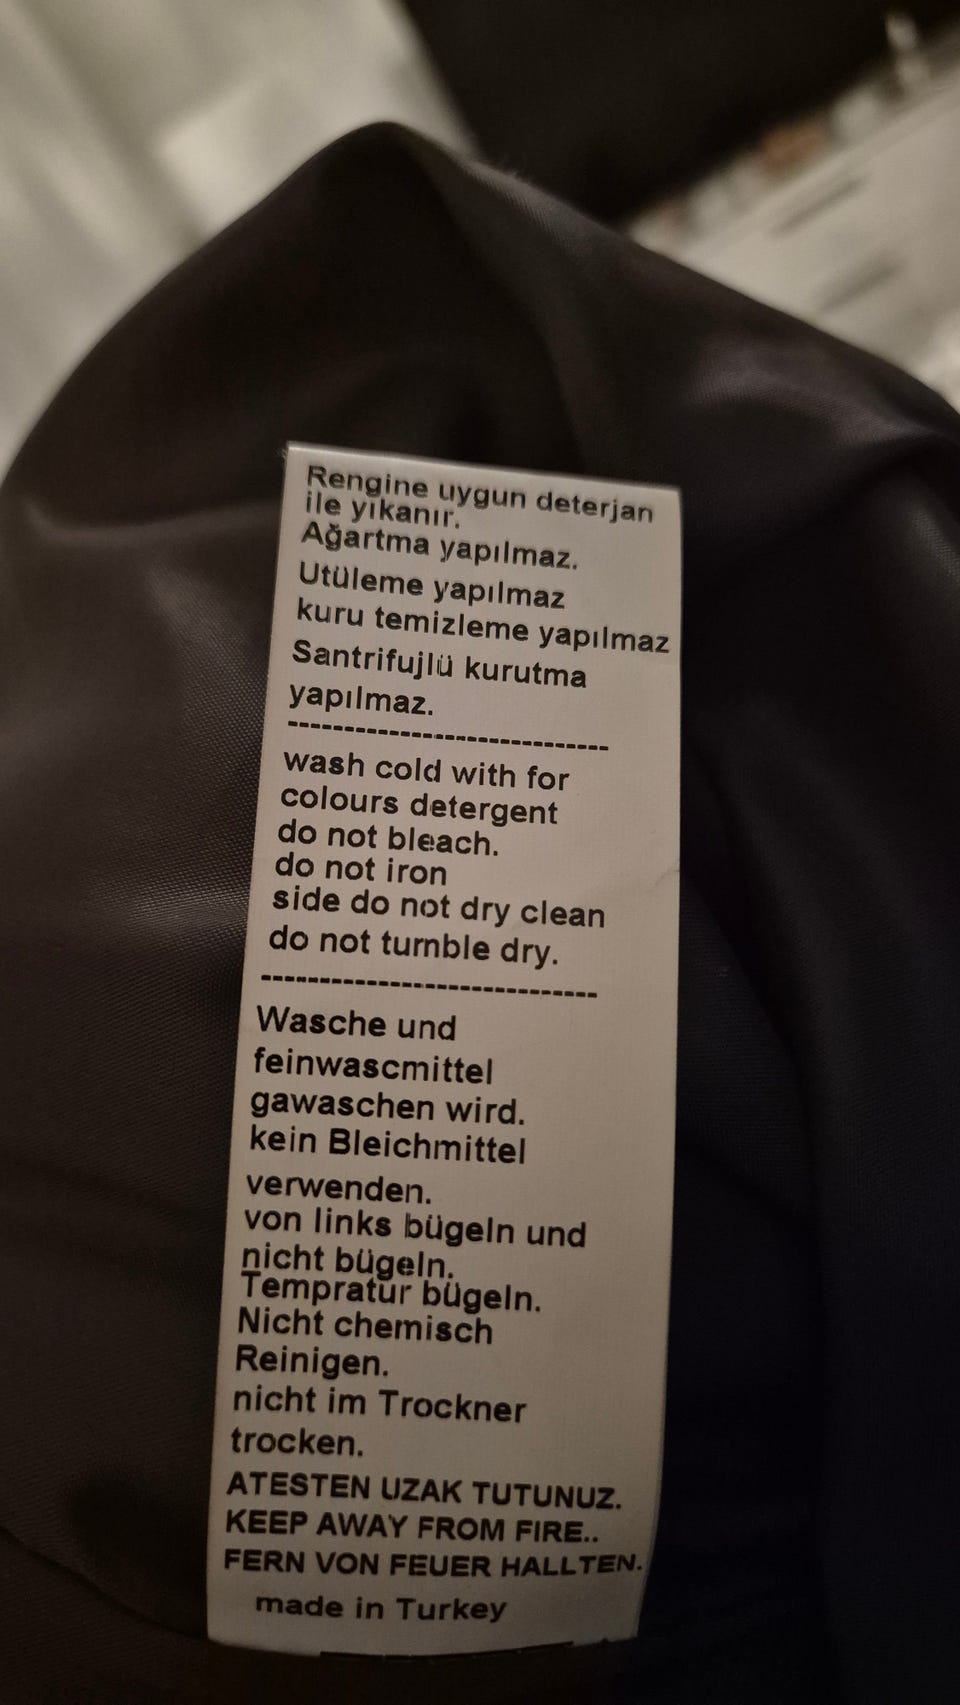 Rengine uygun deterjan
ile yıkanır.
Ağartma yapılmaz.
Utüleme yapılmaz
kuru temizleme yapılmaz
Santrifujlü kurutma
yapılmaz.
------------------------------
wash cold with for
colours detergent
do not bleach.
do not iron
side do not dry clean
do not tumble dry.
------------------------------
Wasche und
feinwascmittel
gawaschen wird.
kein Bleichmittel
verwenden.
von links bügeln und
nicht bügeln.
Tempratur bügeln.
Nicht chemisch
Reinigen.
nicht im Trockner
trocken.
ATESTEN UZAK TUTUNUZ.
KEEP AWAY FROM FIRE..
FERN VON FEUER HALLTEN.
made in Turkey